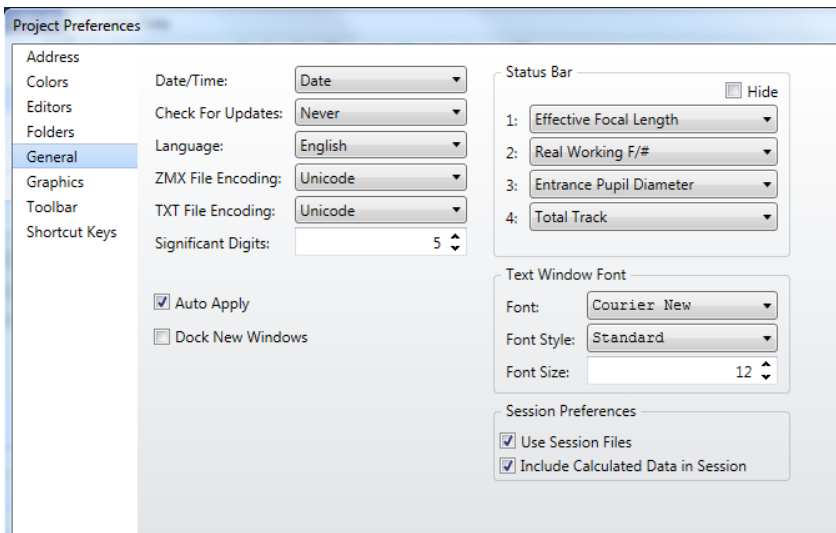 Project Preferences
Address
Colors
Editors
Folders
General
Graphics
Toolbar
Shortcut Keys
Date/Time: Date
Check For Updates: Never
Language: English
ZMX File Encoding: Unicode
TXT File Encoding: Unicode
Significant Digits: 5
Auto Apply
Dock New Windows
Status Bar
Hide
1: Effective Focal Length
2: Real Working F/#
3: Entrance Pupil Diameter
4: Total Track
Text Window Font
Font: Courier New
Font Style: Standard
Font Size: 12
Session Preferences
Use Session Files
Include Calculated Data in Session